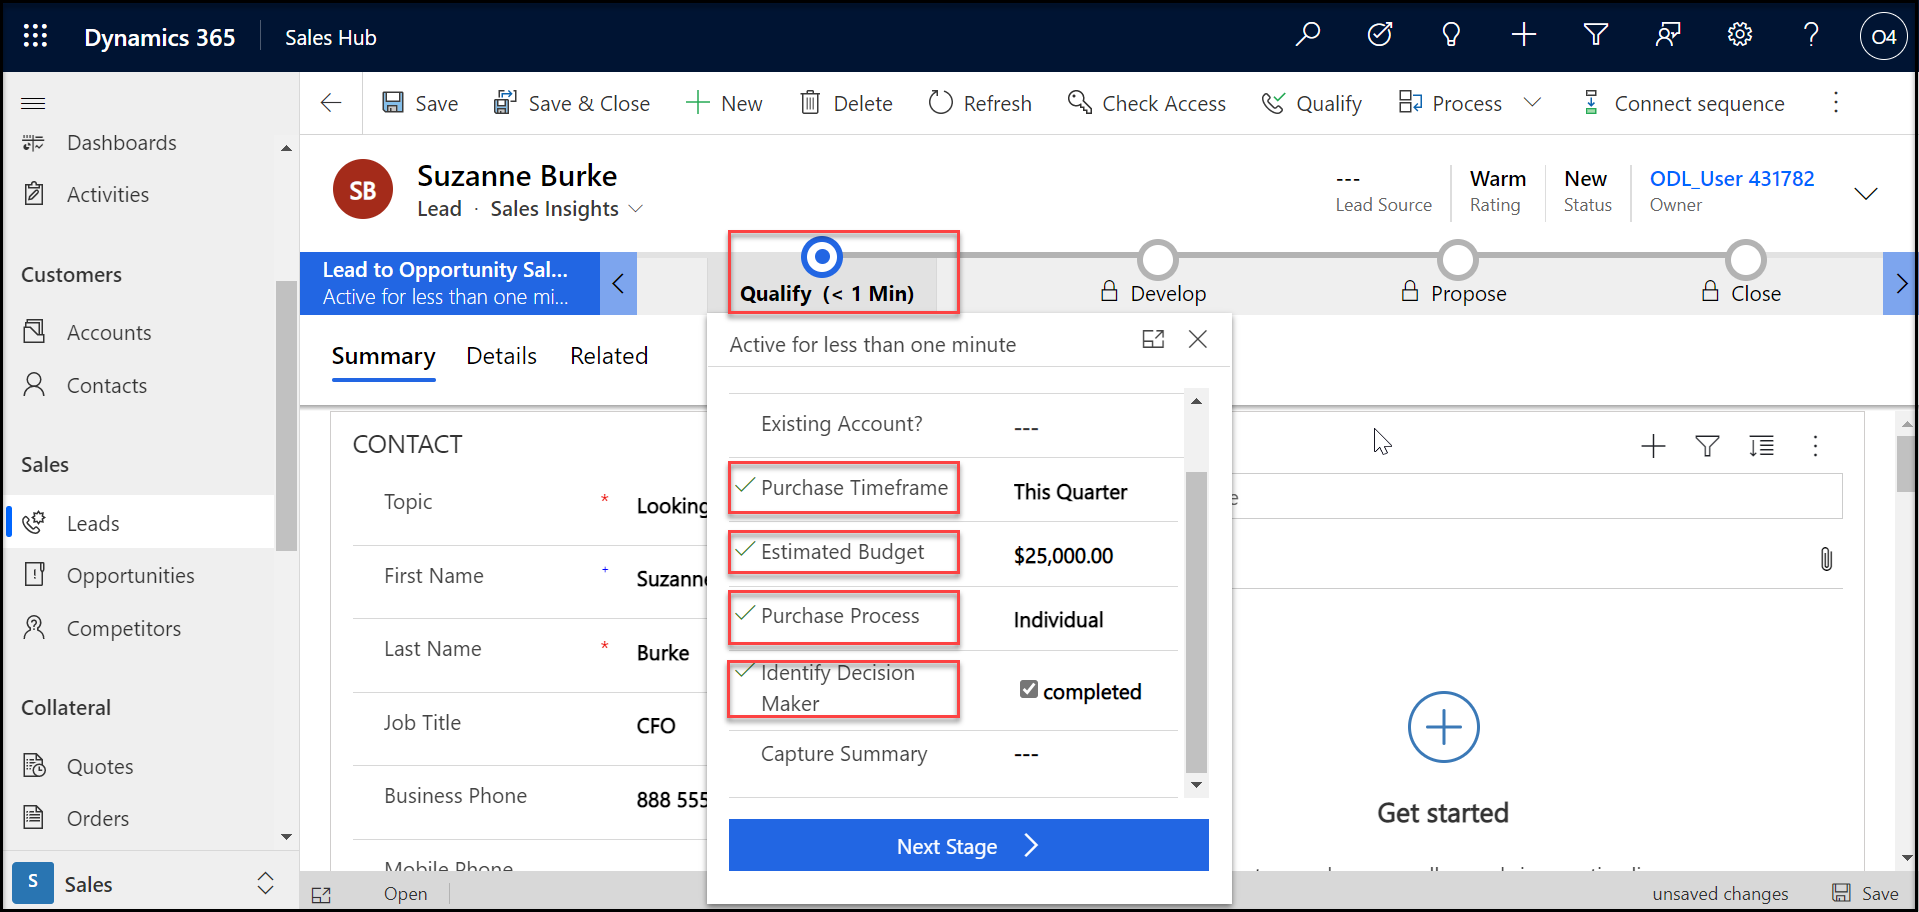 Dynamics 365
Sales Hub
O4
Save
Save & Close
New
Delete
Refresh
Check Access
Qualify
Process
Connect sequence
Dashboards
Activities
Customers
Accounts
Contacts
Sales
Leads
Opportunities
Competitors
Collateral
Quotes
Orders
S
Sales
SB
Suzanne Burke
Lead · Sales Insights
---
Lead Source
Warm
Rating
New
Status
ODL_User 431782
Owner
Lead to Opportunity Sal...
Active for less than one mi...
Qualify (< 1 Min)
Develop
Propose
Close
Summary
Details
Related
CONTACT
Topic * Looking
First Name + Suzanne
Last Name * Burke
Job Title CFO
Business Phone 888 555
Mobile Phone
Active for less than one minute
Existing Account? ---
Purchase Timeframe This Quarter
Estimated Budget $25,000.00
Purchase Process Individual
Identify Decision
Maker
completed
Capture Summary ---
Next Stage
Get started
Open
unsaved changes
Save